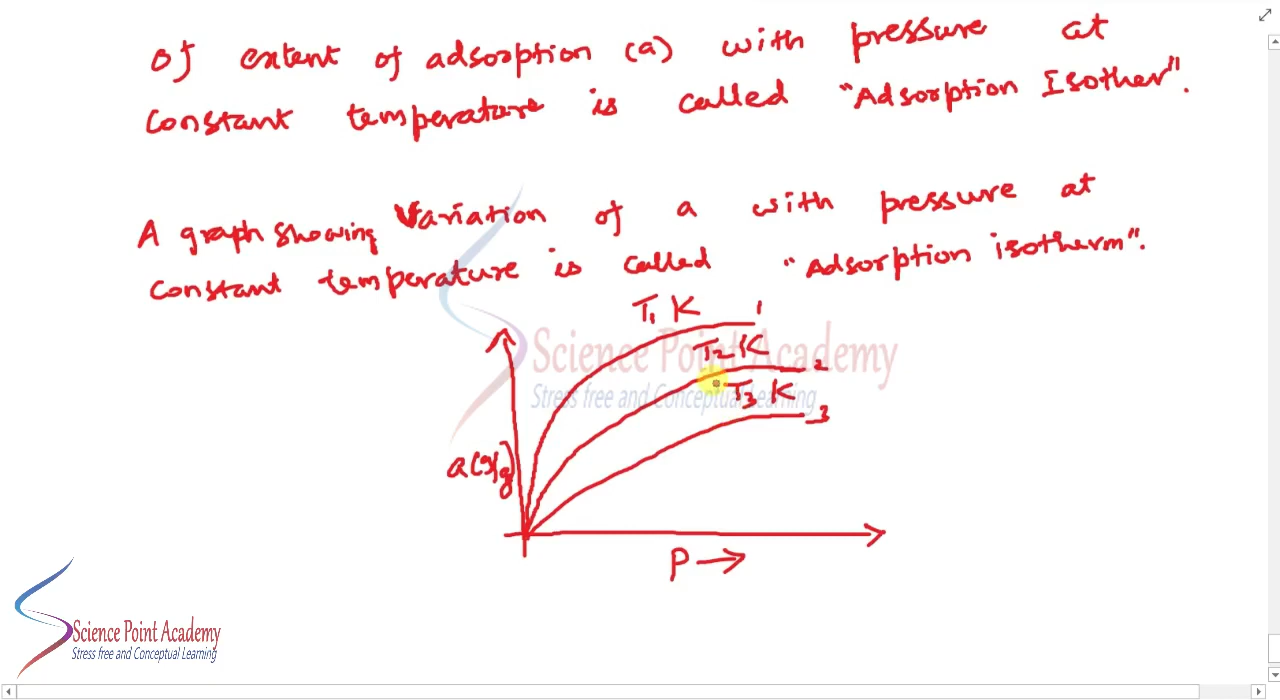 of extent of adsorption (a) with pressure at
constant temperature is called "Adsorption Isother".
A graph showing Variation of a with pressure at
constant temperature is called "Adsorption isotherm".
T1 K 1
T2 K 2
T3 K 3
Science Point Academy
Stress free and Conceptual Learning
a(g/g)
P →
Science Point Academy
Stress free and Conceptual Learning